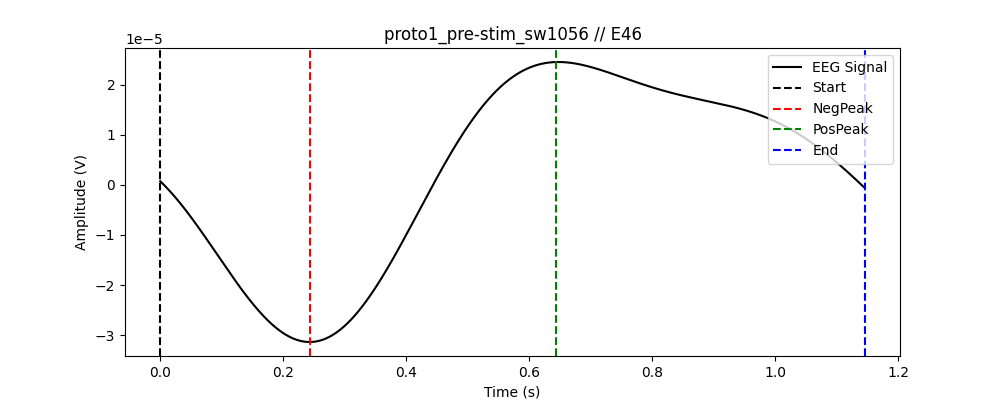 proto1_pre-stim_sw1056 // E46
1e−5
2
1
0
−1
−2
−3
Amplitude (V)
EEG Signal
Start
NegPeak
PosPeak
End
0.0 0.2 0.4 0.6 0.8 1.0 1.2
Time (s)